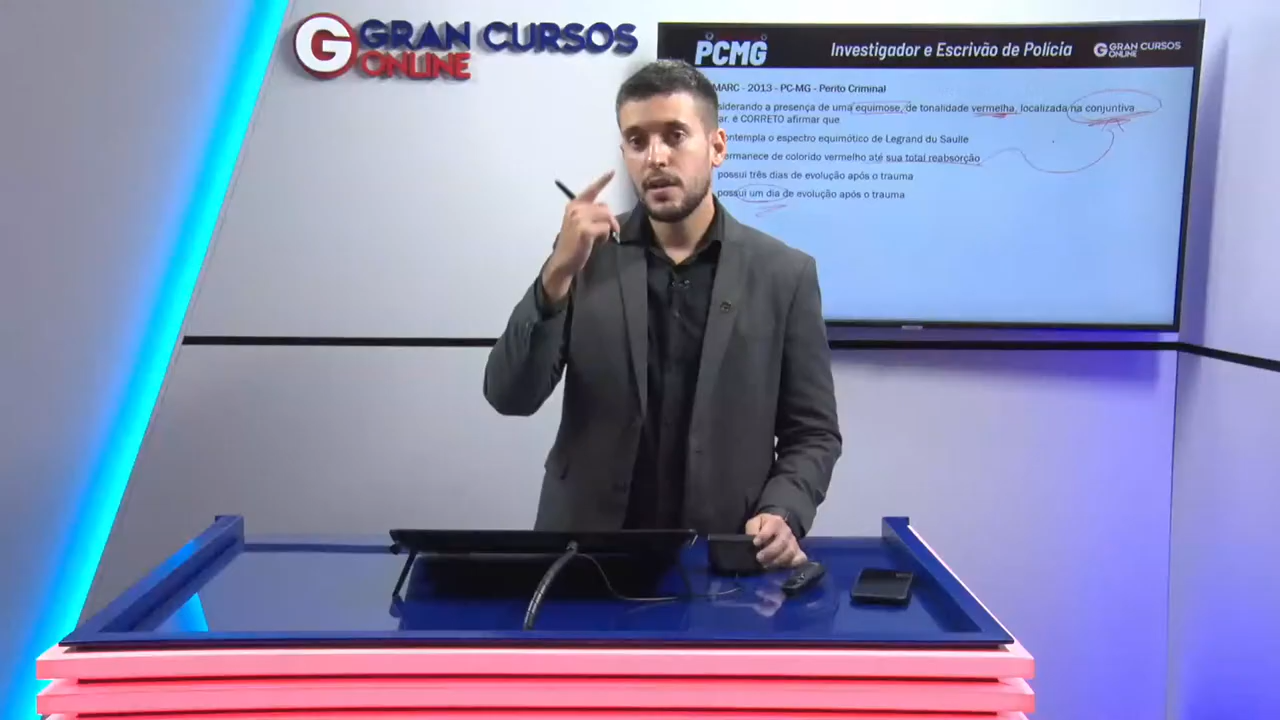 GRAN CURSOS
ONLINE
PCMG
Investigador e Escrivão de Polícia
GRAN CURSOS
ONLINE
MARC - 2013 - PC-MG - Perito Criminal
siderando a presença de uma equimose, de tonalidade vermelha, localizada na conjuntiva
ar, é CORRETO afirmar que
ontempla o espectro equimótico de Legrand du Saulle
ermanece de colorido vermelho até sua total reabsorção
possui três dias de evolução após o trauma
possui um dia de evolução após o trauma